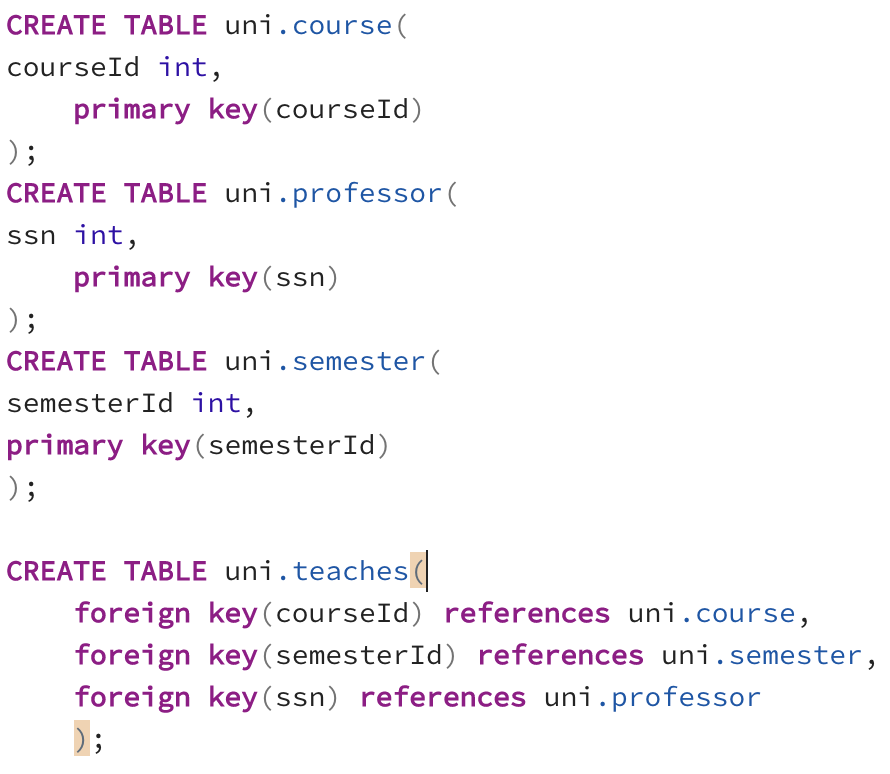 CREATE TABLE uni.course(
courseId int,
    primary key(courseId)
);
CREATE TABLE uni.professor(
ssn int,
    primary key(ssn)
);
CREATE TABLE uni.semester(
semesterId int,
primary key(semesterId)
);

CREATE TABLE uni.teaches(
    foreign key(courseId) references uni.course,
    foreign key(semesterId) references uni.semester,
    foreign key(ssn) references uni.professor
    );